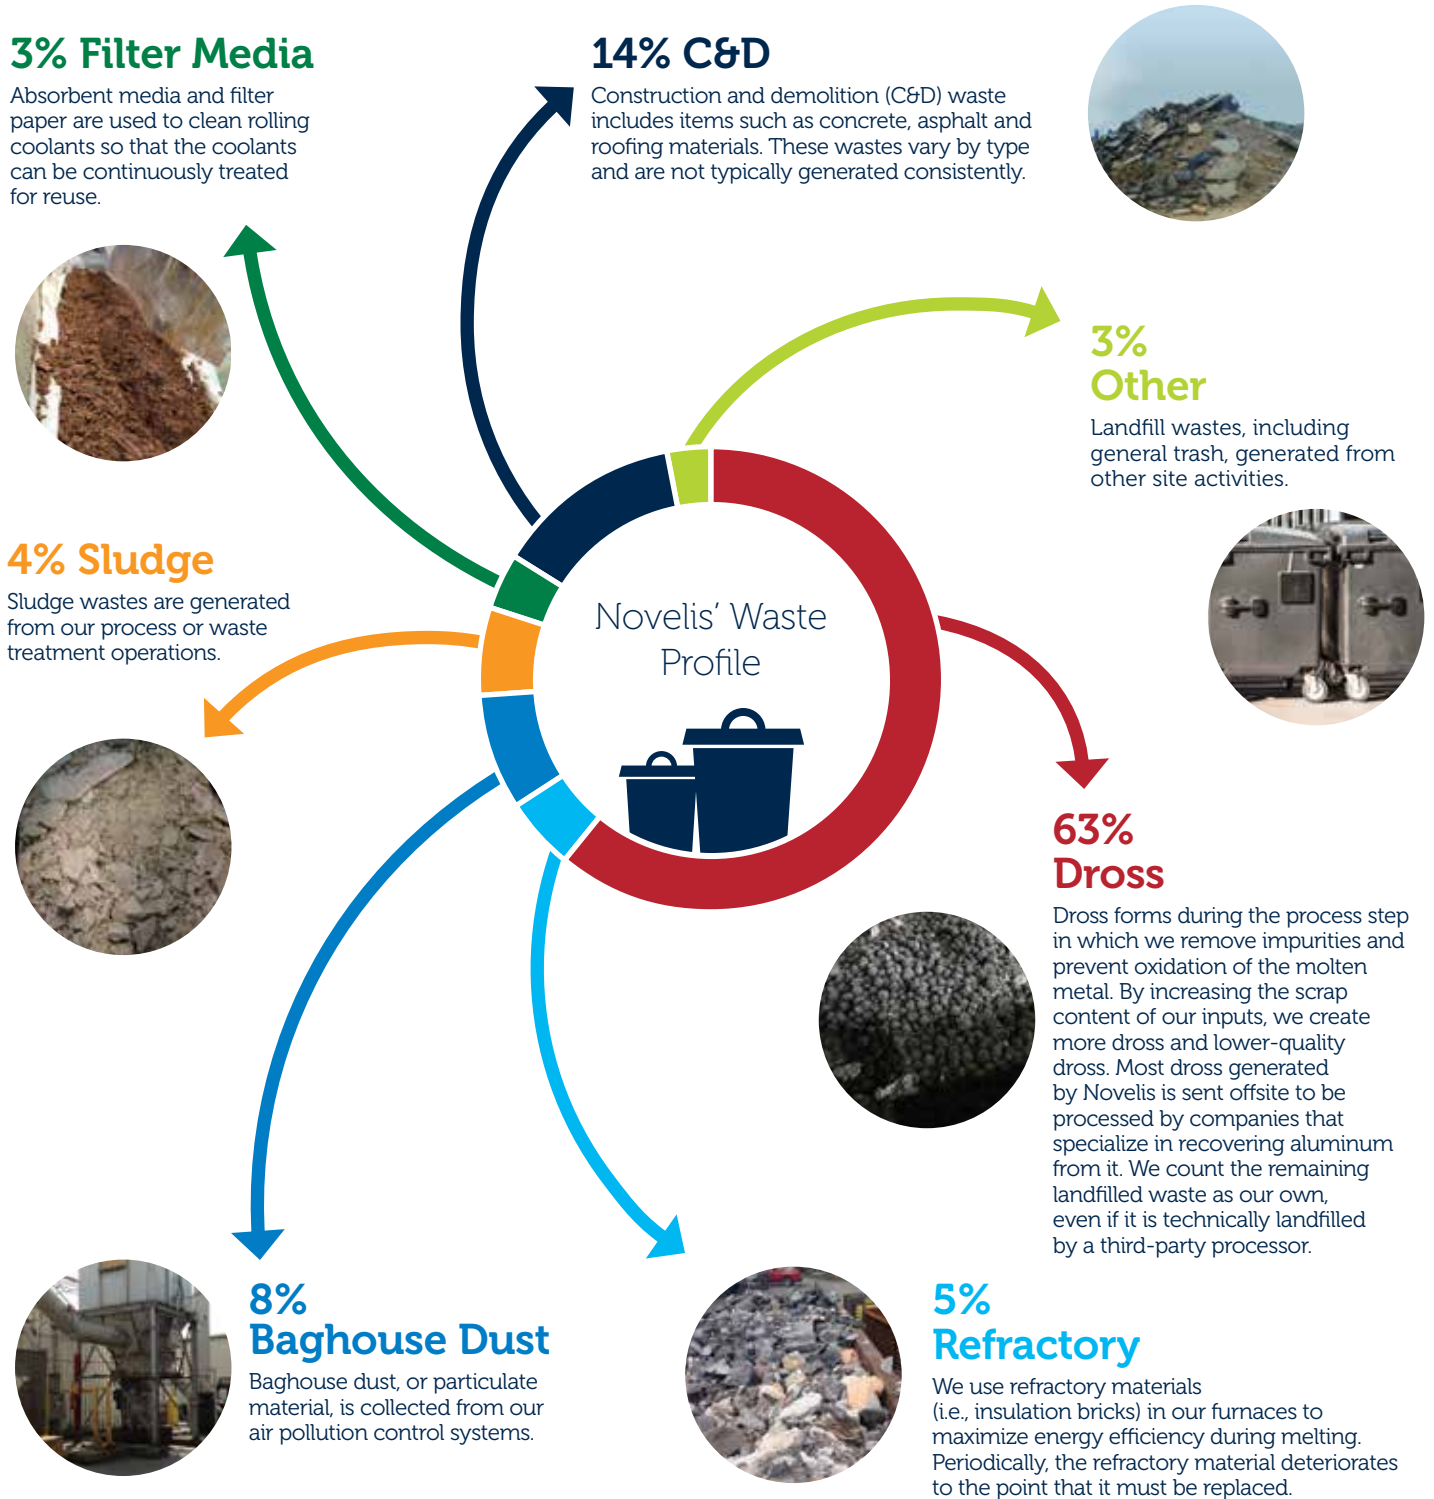 3% Filter Media
Absorbent media and filter
paper are used to clean rolling
coolants so that the coolants
can be continuously treated
for reuse.
14% C&D
Construction and demolition (C&D) waste
includes items such as concrete, asphalt and
roofing materials. These wastes vary by type
and are not typically generated consistently.
3%
Other
Landfill wastes, including
general trash, generated from
other site activities.
4% Sludge
Sludge wastes are generated
from our process or waste
treatment operations.
Novelis’ Waste
Profile
63%
Dross
Dross forms during the process step
in which we remove impurities and
prevent oxidation of the molten
metal. By increasing the scrap
content of our inputs, we create
more dross and lower-quality
dross. Most dross generated
by Novelis is sent offsite to be
processed by companies that
specialize in recovering aluminum
from it. We count the remaining
landfilled waste as our own,
even if it is technically landfilled
by a third-party processor.
8%
Baghouse Dust
Baghouse dust, or particulate
material, is collected from our
air pollution control systems.
5%
Refractory
We use refractory materials
(i.e., insulation bricks) in our furnaces to
maximize energy efficiency during melting.
Periodically, the refractory material deteriorates
to the point that it must be replaced.